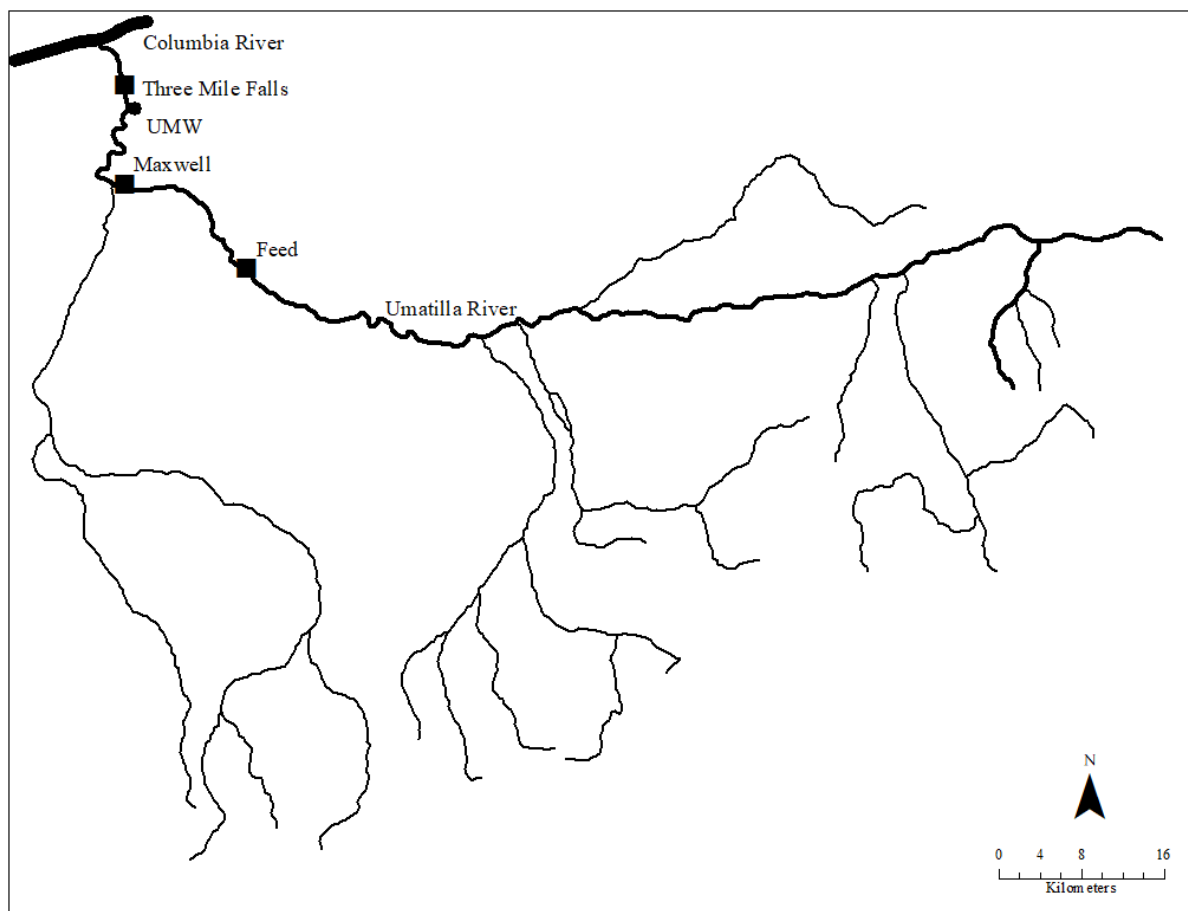 Columbia River
Three Mile Falls
UMW
Maxwell
Feed
Umatilla River
N
0 4 8 16
Kilometers